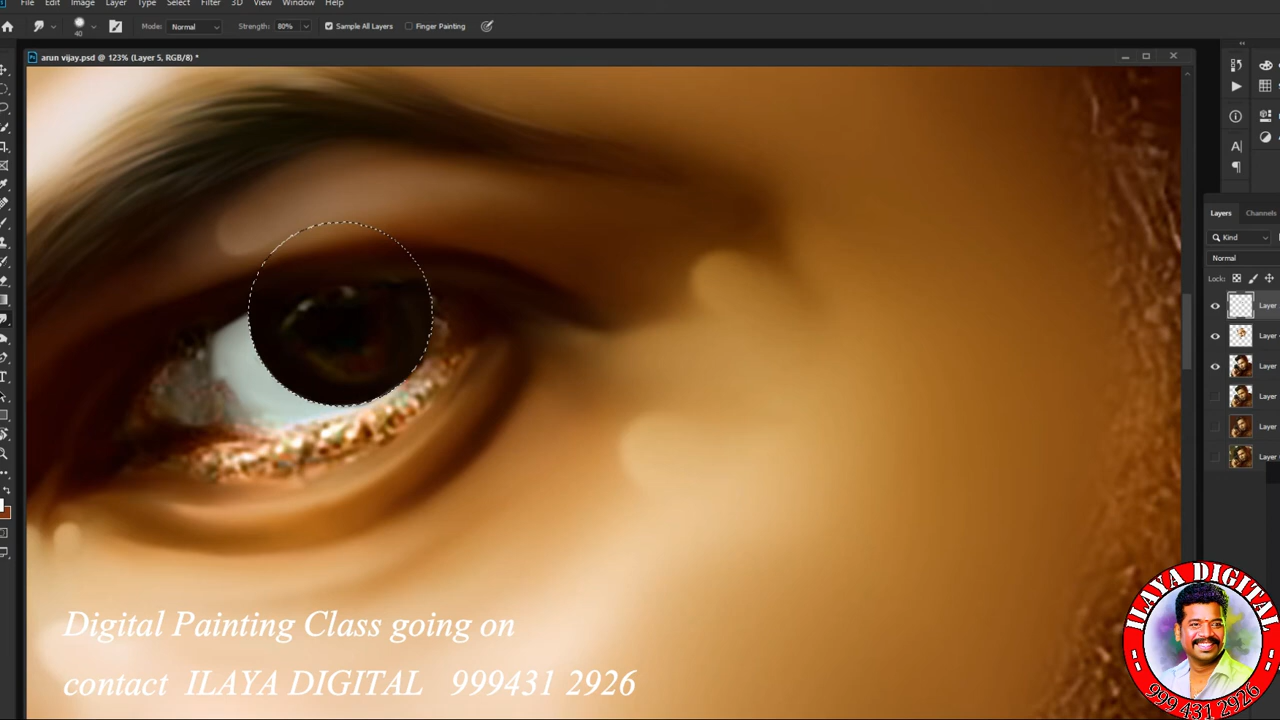 File Edit Image Layer Type Select Filter 3D View Window Help
40 Mode: Normal Strength: 80% Sample All Layers Finger Painting
arun vijay.psd @ 123% (Layer 5, RGB/8) *
Layers Channels
Kind
Normal
Lock:
Layer
Layer
Layer
Layer
Layer
Layer
Digital Painting Class going on
contact ILAYA DIGITAL 999431 2926
ILAYA DIGITAL
999 431 2926